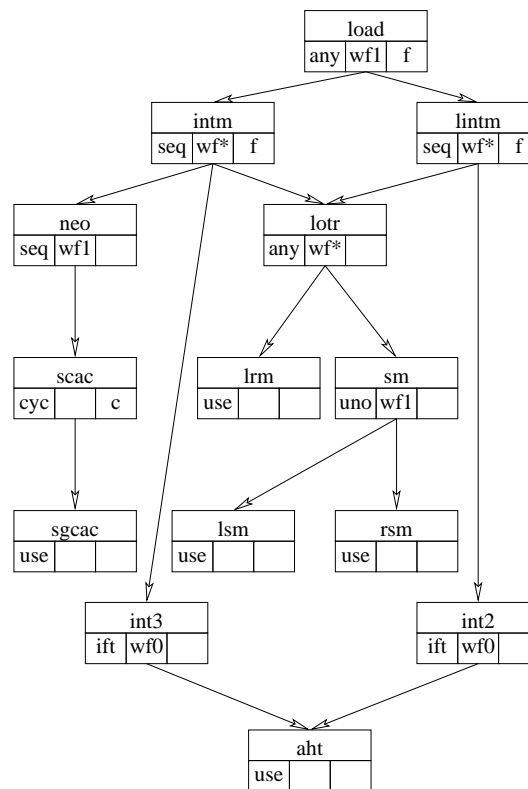 load
any wf1 f
intm lintm
seq wf* f seq wf* f
neo lotr
seq wf1 any wf*
scac lrm sm
cyc c use uno wf1
sgcac lsm rsm
use use use
int3 int2
ift wf0 ift wf0
aht
use